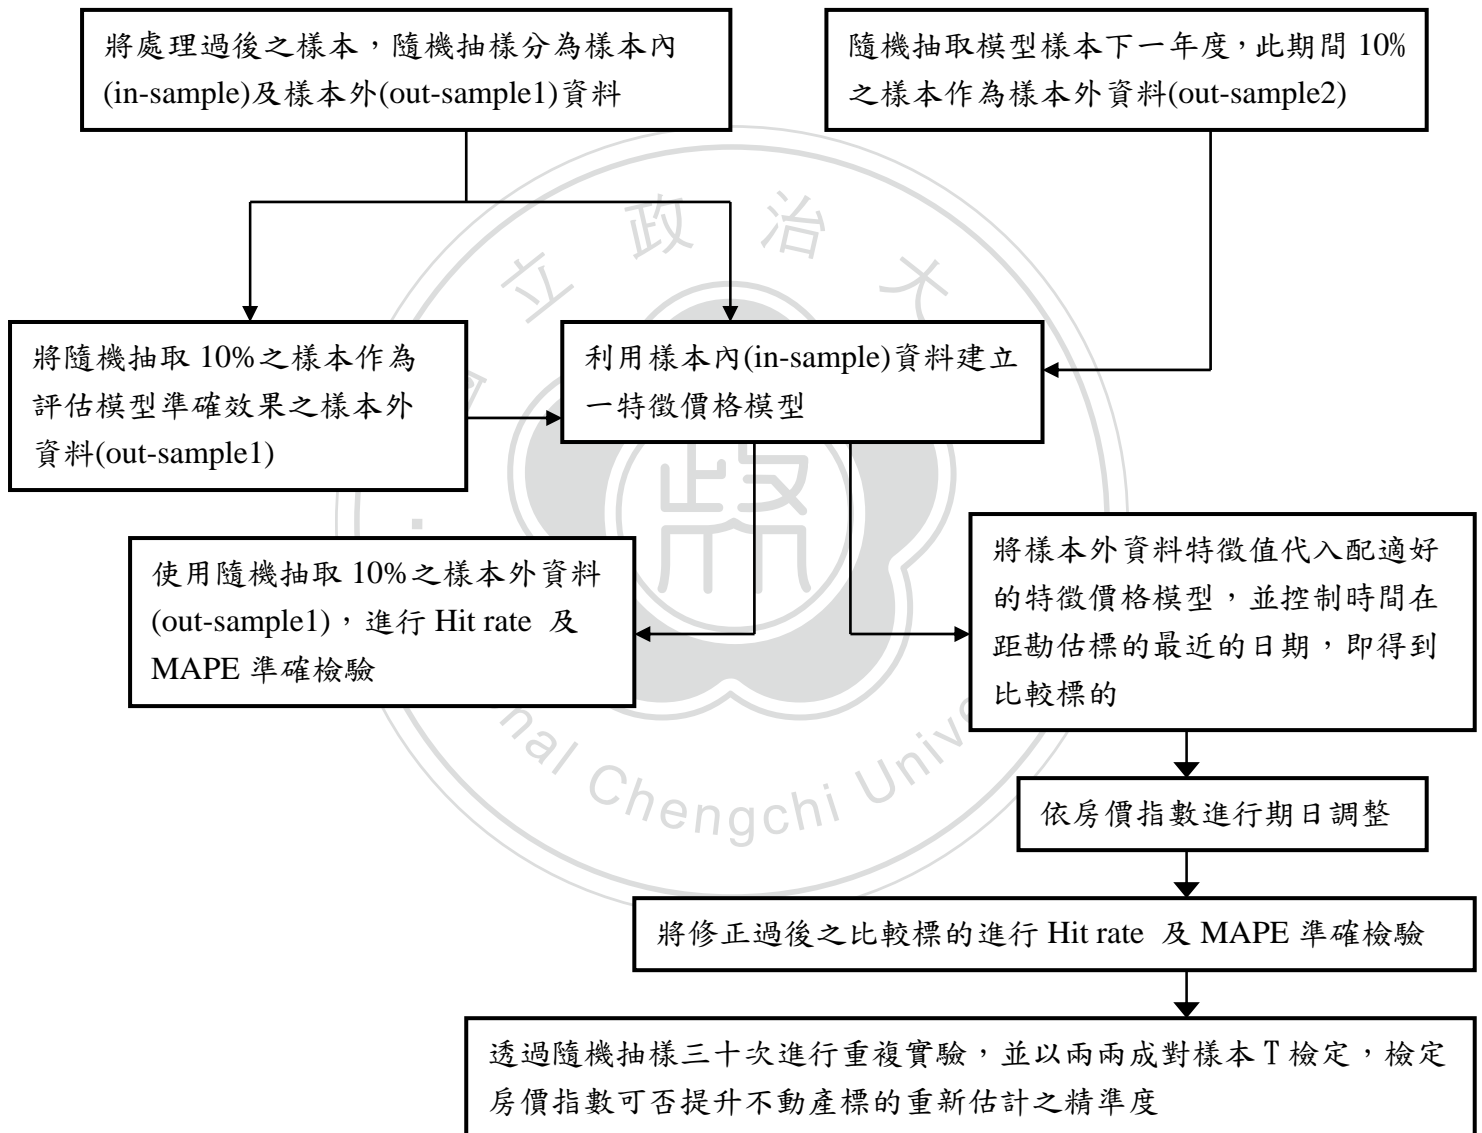 將處理過後之樣本，隨機抽樣分為樣本內
(in-sample)及樣本外(out-sample1)資料
隨機抽取模型樣本下一年度，此期間 10%
之樣本作為樣本外資料(out-sample2)
將隨機抽取 10%之樣本作為
評估模型準確效果之樣本外
資料(out-sample1)
利用樣本內(in-sample)資料建立
一特徵價格模型
使用隨機抽取 10%之樣本外資料
(out-sample1)，進行 Hit rate 及
MAPE 準確檢驗
將樣本外資料特徵值代入配適好
的特徵價格模型，並控制時間在
距勘估標的最近的日期，即得到
比較標的
依房價指數進行期日調整
將修正過後之比較標的進行 Hit rate 及 MAPE 準確檢驗
透過隨機抽樣三十次進行重複實驗，並以兩兩成對樣本 T 檢定，檢定
房價指數可否提升不動產標的重新估計之精準度
立政治大
nal Chengchi Unive
政